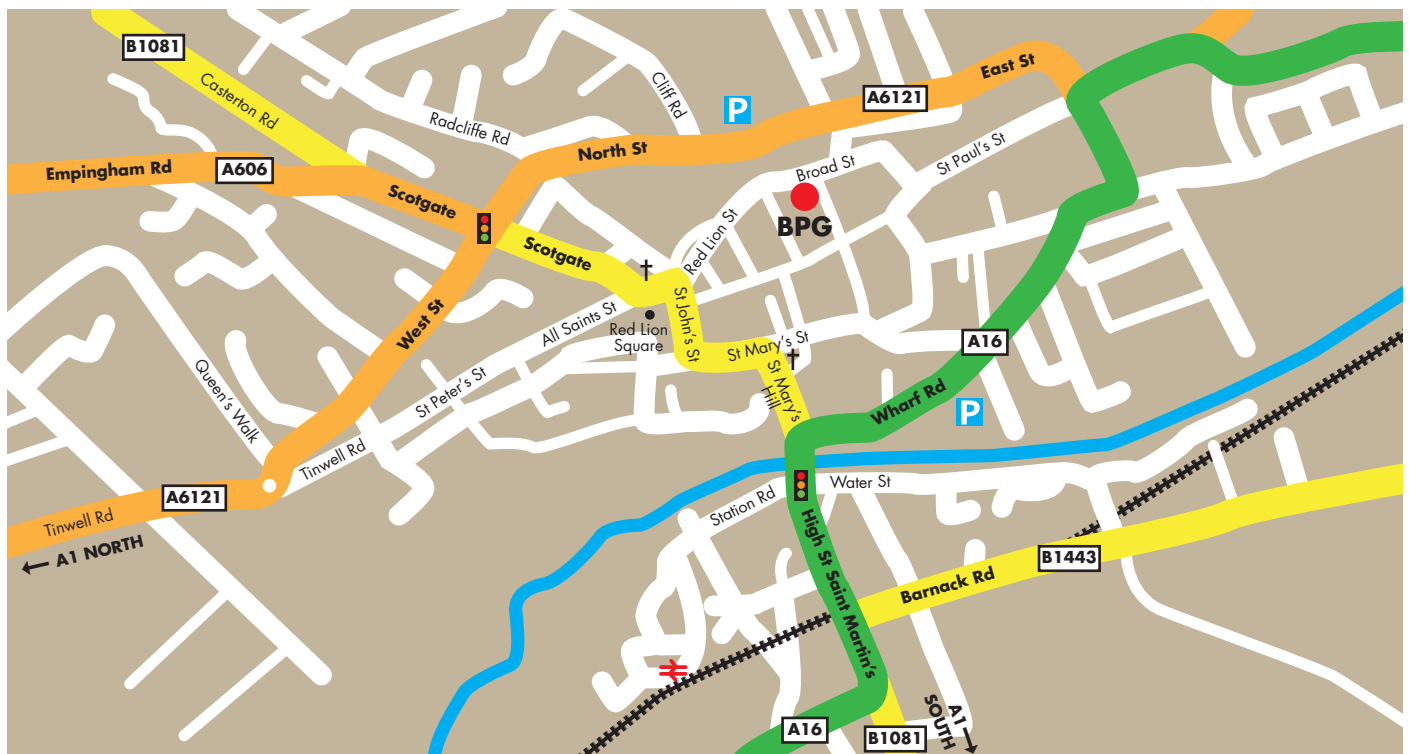 B1081
Casterton Rd
Radcliffe Rd
Cliff Rd
P
A6121
East St
Empingham Rd
A606
North St
Broad St
St Paul's St
Scotgate
BPG
Red Lion St
Scotgate
West St
All Saints St
Red Lion
Square
St John's St
St Mary's St
St Mary's
Hill
A16
Wharf Rd
P
Queen's Walk
St Peter's St
Tinwell Rd
A6121
Tinwell Rd
A1 NORTH
Station Rd
Water St
High St Saint Martin's
Barnack Rd
B1443
A16
B1081
A1
SOUTH